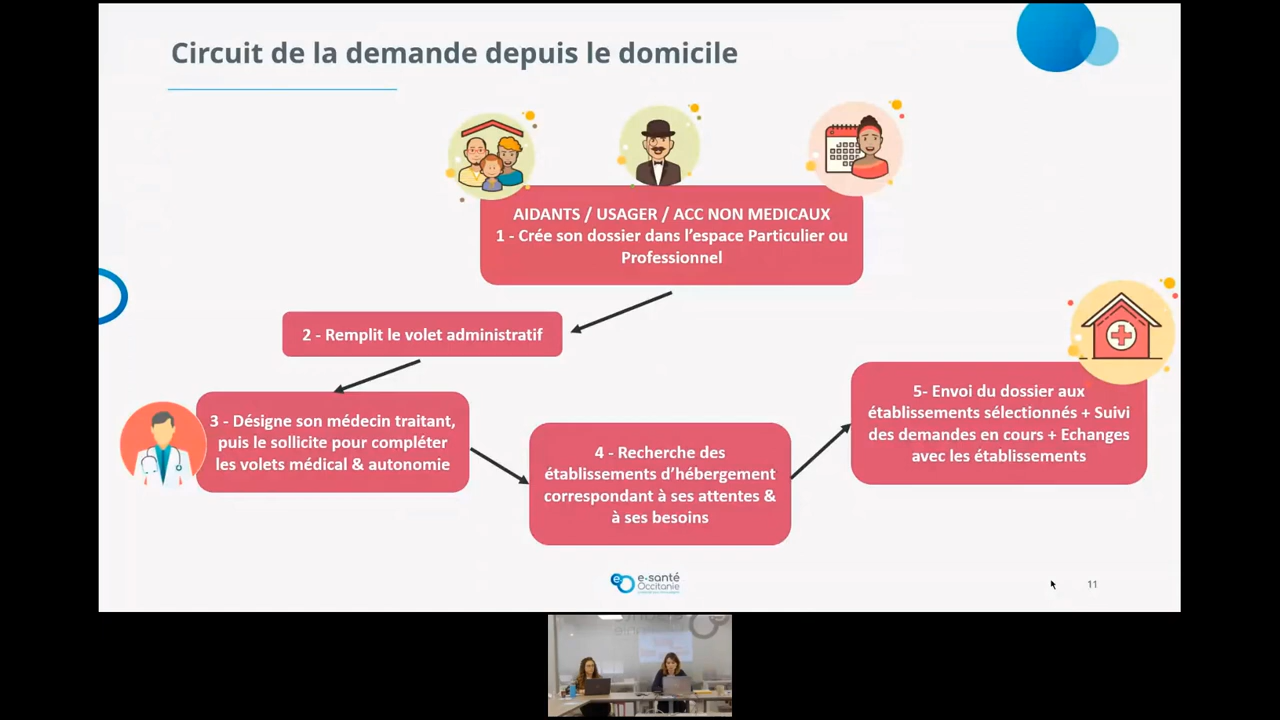 Circuit de la demande depuis le domicile
AIDANTS / USAGER / ACC NON MEDICAUX
1 - Crée son dossier dans l’espace Particulier ou
Professionnel
2 - Remplit le volet administratif
3 - Désigne son médecin traitant,
puis le sollicite pour compléter
les volets médical & autonomie
4 - Recherche des
établissements d’hébergement
correspondant à ses attentes &
à ses besoins
5- Envoi du dossier aux
établissements sélectionnés + Suivi
des demandes en cours + Echanges
avec les établissements
e-santé
Occitanie
11